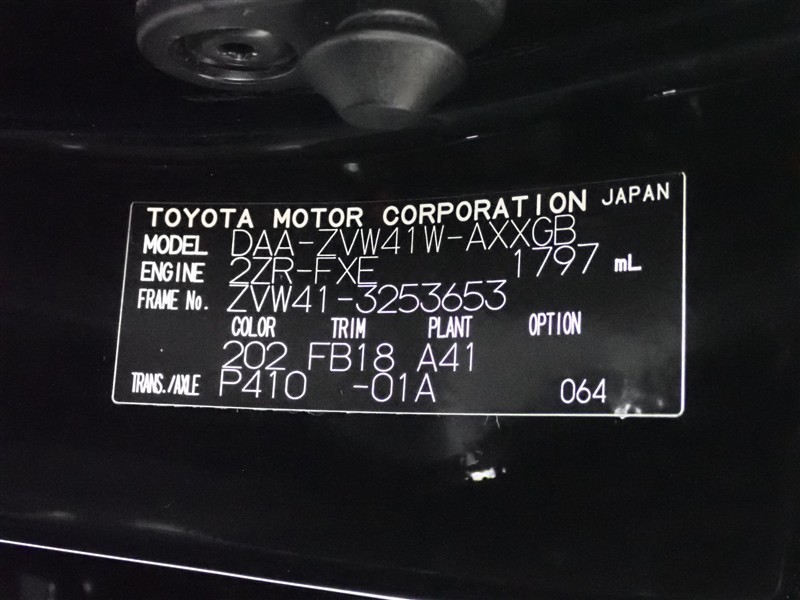 TOYOTA MOTOR CORPORATION JAPAN
MODEL DAA-ZVW41W-AXXGB
ENGINE 2ZR-FXE 1797 mL
FRAME No. ZVW41-3253653
COLOR TRIM PLANT OPTION
202 FB18 A41
TRANS./AXLE P410 -01A 064